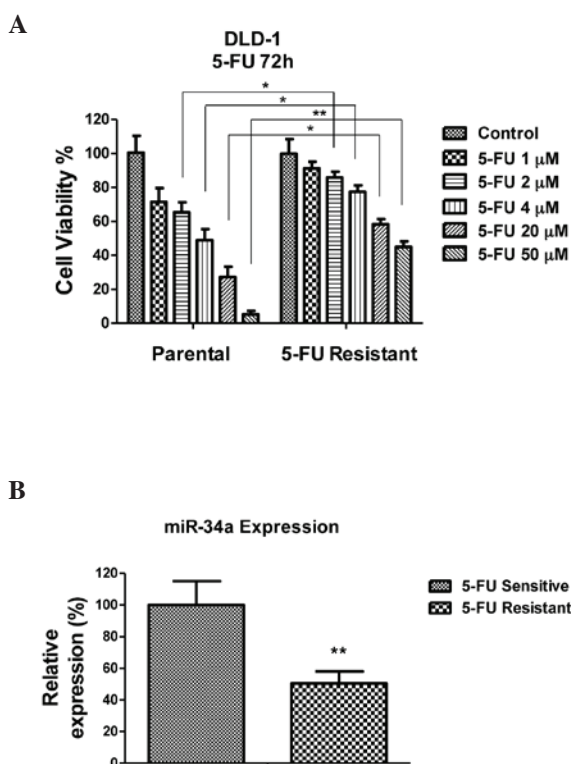 A
DLD-1
5-FU 72h
*
*
**
*
Cell Viability %
120
100
80
60
40
20
0
Parental
5-FU Resistant
Control
5-FU 1 μM
5-FU 2 μM
5-FU 4 μM
5-FU 20 μM
5-FU 50 μM
B
miR-34a Expression
Relative
expression (%)
120
100
80
60
40
20
0
**
5-FU Sensitive
5-FU Resistant